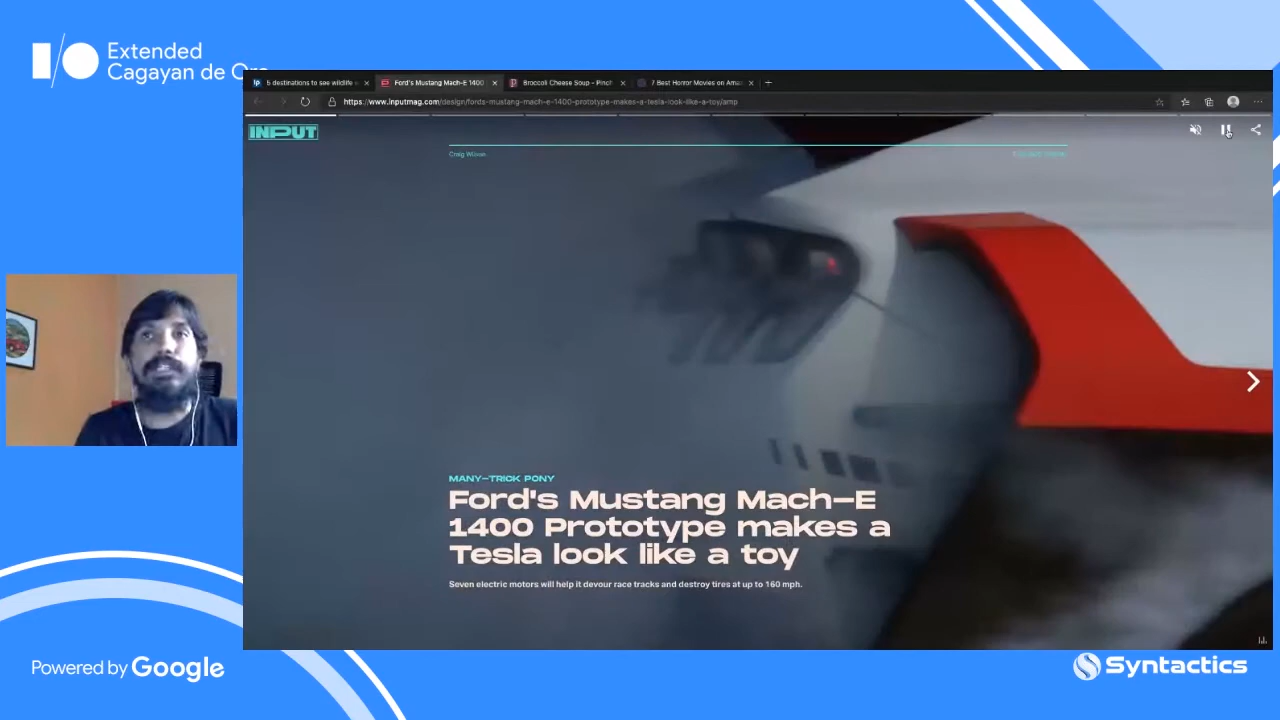 I/O Extended
Cagayan de Oro
5 destinations to see wildlife
Ford's Mustang Mach-E 1400
Broccoli Cheese Soup - Pinch
7 Best Horror Movies on Ama
https://www.inputmag.com/design/fords-mustang-mach-e-1400-prototype-makes-a-tesla-look-like-a-toy/amp
INPUT
Craig Wilson
MANY-TRICK PONY
Ford's Mustang Mach-E
1400 Prototype makes a
Tesla look like a toy
Seven electric motors will help it devour race tracks and destroy tires at up to 160 mph.
Powered by Google
Syntactics